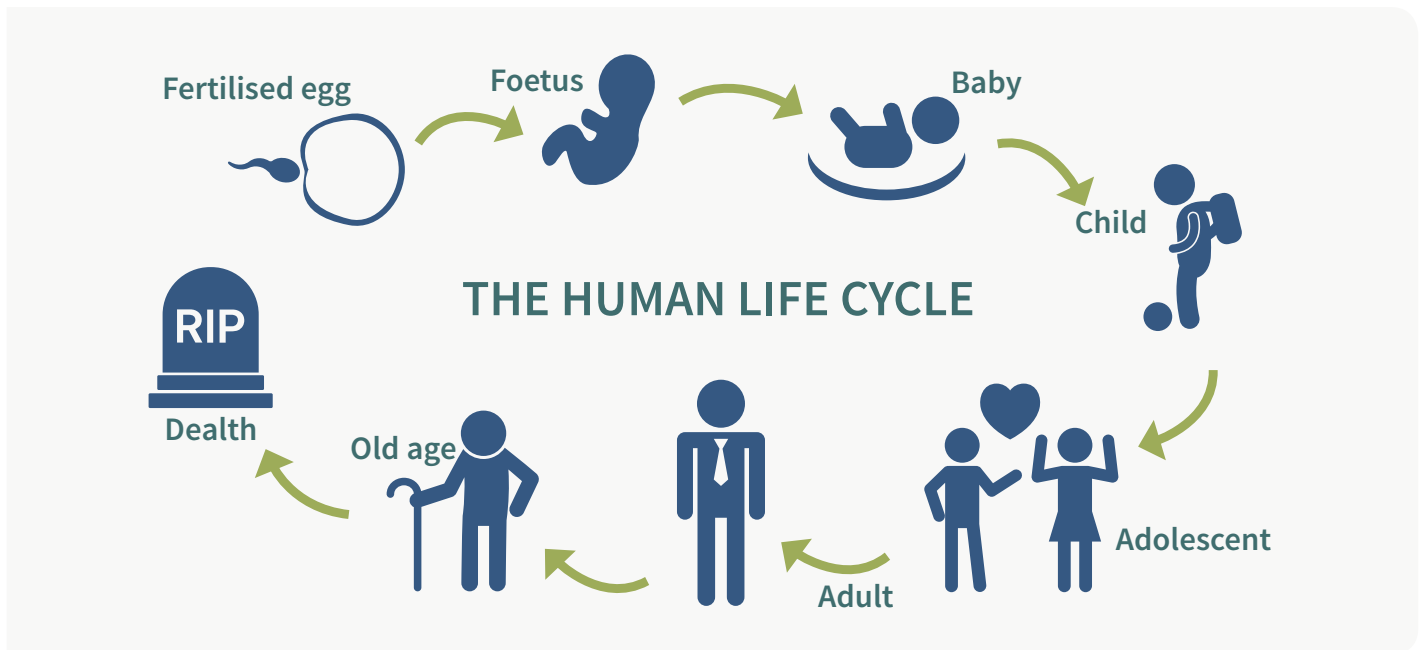 Fertilised egg
Foetus
Baby
Child
THE HUMAN LIFE CYCLE
RIP
Dealth
Old age
Adult
Adolescent